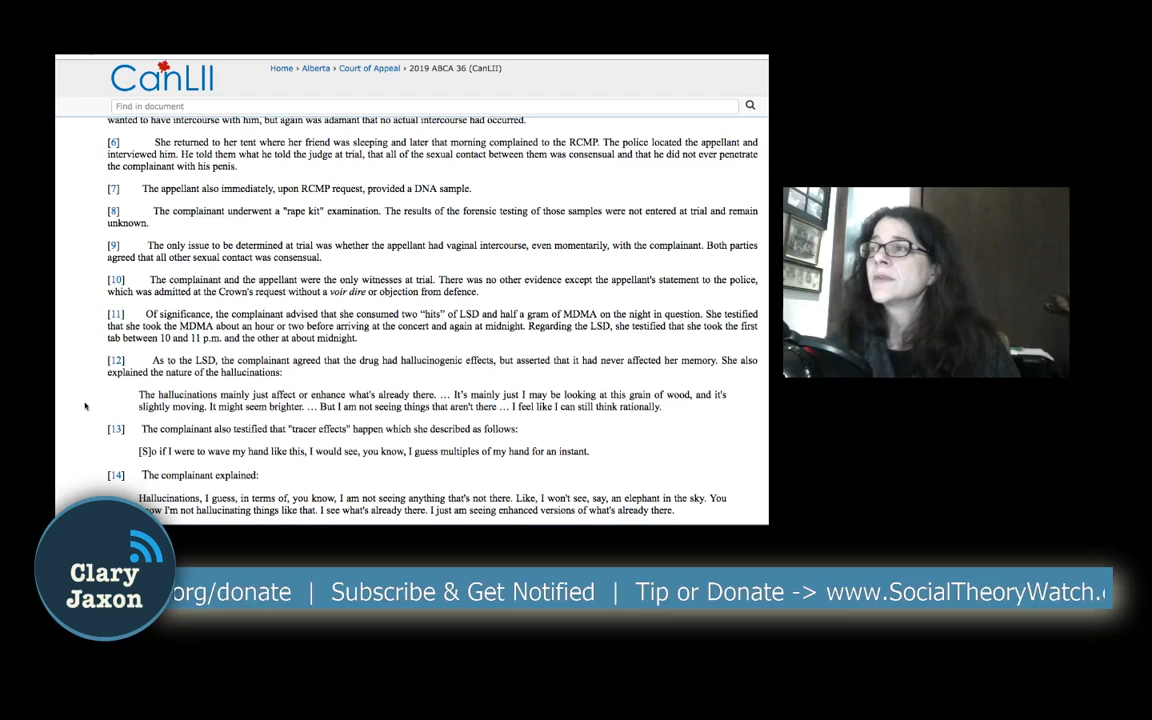 CanLII
Home › Alberta › Court of Appeal › 2019 ABCA 36 (CanLII)
Find in document
wanted to have intercourse with him, but again was adamant that no actual intercourse had occurred.
[6] She returned to her tent where her friend was sleeping and later that morning complained to the RCMP. The police located the appellant and
interviewed him. He told them what he told the judge at trial, that all of the sexual contact between them was consensual and that he did not ever penetrate
the complainant with his penis.
[7] The appellant also immediately, upon RCMP request, provided a DNA sample.
[8] The complainant underwent a "rape kit" examination. The results of the forensic testing of those samples were not entered at trial and remain
unknown.
[9] The only issue to be determined at trial was whether the appellant had vaginal intercourse, even momentarily, with the complainant. Both parties
agreed that all other sexual contact was consensual.
[10] The complainant and the appellant were the only witnesses at trial. There was no other evidence except the appellant's statement to the police,
which was admitted at the Crown's request without a voir dire or objection from defence.
[11] Of significance, the complainant advised that she consumed two “hits” of LSD and half a gram of MDMA on the night in question. She testified
that she took the MDMA about an hour or two before arriving at the concert and again at midnight. Regarding the LSD, she testified that she took the first
tab between 10 and 11 p.m. and the other at about midnight.
[12] As to the LSD, the complainant agreed that the drug had hallucinogenic effects, but asserted that it had never affected her memory. She also
explained the nature of the hallucinations:
The hallucinations mainly just affect or enhance what's already there. … It's mainly just I may be looking at this grain of wood, and it's
slightly moving. It might seem brighter. … But I am not seeing things that aren't there … I feel like I can still think rationally.
[13] The complainant also testified that "tracer effects" happen which she described as follows:
[S]o if I were to wave my hand like this, I would see, you know, I guess multiples of my hand for an instant.
[14] The complainant explained:
Hallucinations, I guess, in terms of, you know, I am not seeing anything that's not there. Like, I won't see, say, an elephant in the sky. You
I'm not hallucinating things like that. I see what's already there. I just am seeing enhanced versions of what's already there.
Clary
Jaxon
org/donate | Subscribe & Get Notified | Tip or Donate -> www.SocialTheoryWatch.